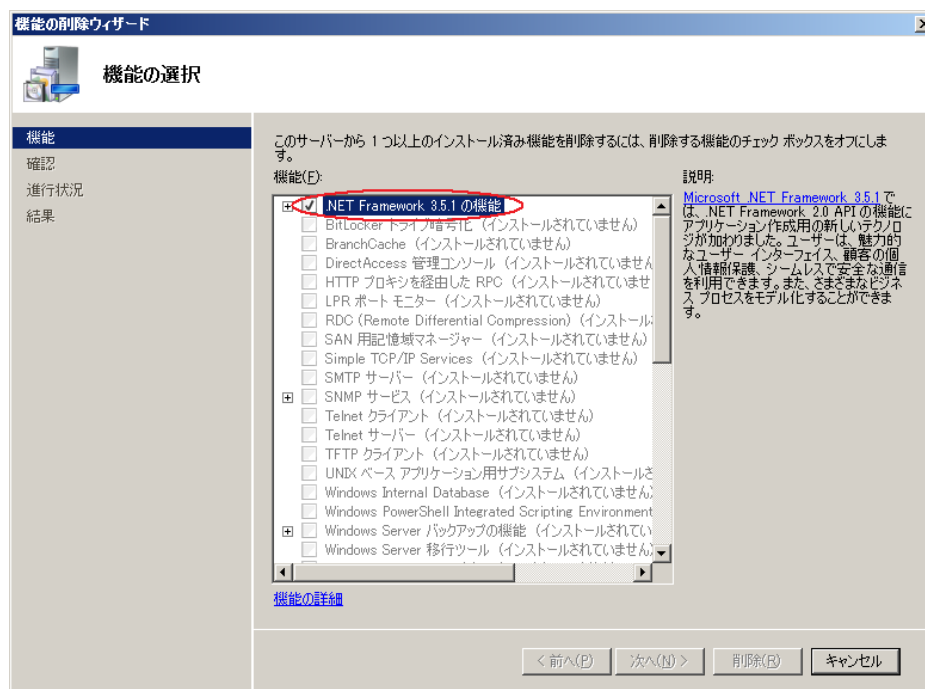 機能の削除ウィザード
機能の選択
機能
確認
進行状況
結果
このサーバーから 1 つ以上のインストール済み機能を削除するには、削除する機能のチェック ボックスをオフにしま
す。
機能(F):
.NET Framework 3.5.1 の機能
BitLocker ドライブ暗号化 (インストールされていません)
BranchCache (インストールされていません)
DirectAccess 管理コンソール (インストールされていません
HTTP プロキシを経由した RPC (インストールされていませ
LPR ポート モニター (インストールされていません)
RDC (Remote Differential Compression) (インストール
SAN 用記憶域マネージャー (インストールされていません)
Simple TCP/IP Services (インストールされていません)
SMTP サーバー (インストールされていません)
SNMP サービス (インストールされていません)
Telnet クライアント (インストールされていません)
Telnet サーバー (インストールされていません)
TFTP クライアント (インストールされていません)
UNIX ベース アプリケーション用サブシステム (インストールさ
Windows Internal Database (インストールされていません)
Windows PowerShell Integrated Scripting Environment
Windows Server バックアップの機能 (インストールされてい
Windows Server 移行ツール (インストールされていません)
機能の詳細
説明:
Microsoft .NET Framework 3.5.1 で
は、.NET Framework 2.0 API の機能に
アプリケーション作成用の新しいテクノロ
ジが加わりました。ユーザーは、魅力的
なユーザー インターフェイス、顧客の個
人情報保護、シームレスで安全な通信
を利用できます。また、さまざまなビジネ
ス プロセスをモデル化することができま
す。
< 前へ(P)
次へ(N) >
削除(R)
キャンセル